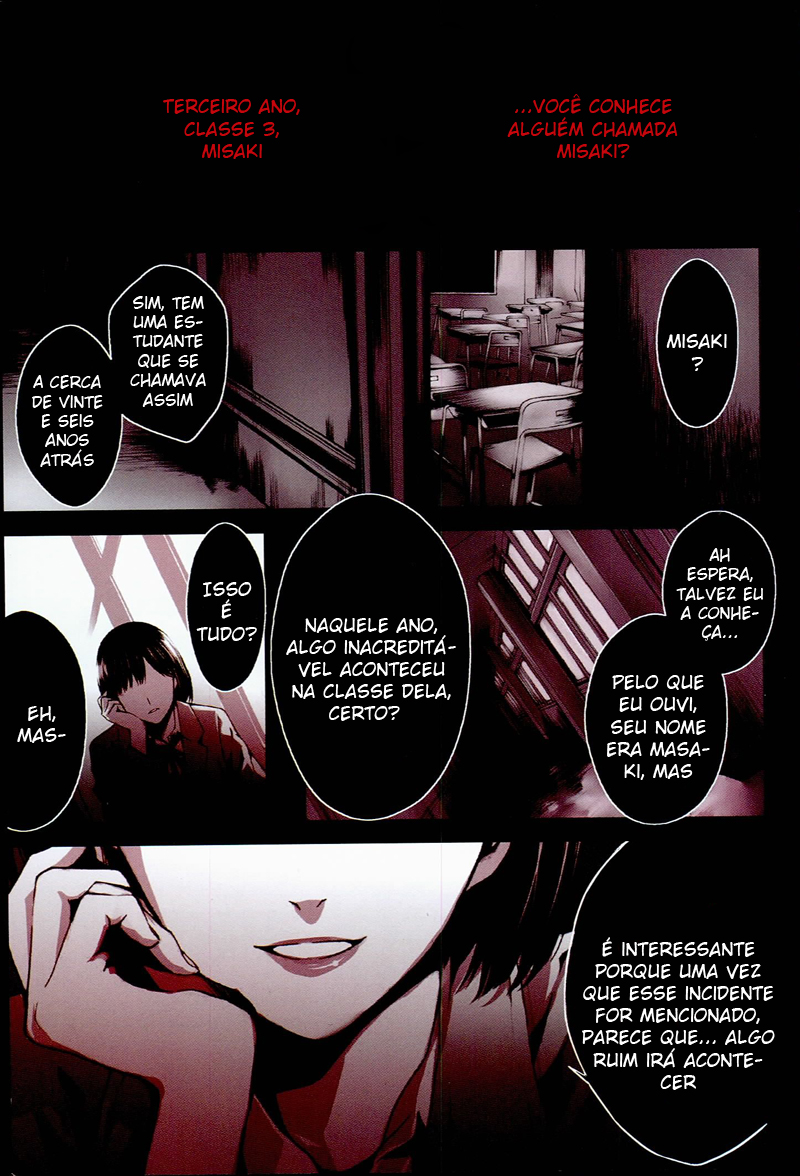 ...VOCÊ CONHECE
ALGUÉM CHAMADA
MISAKI?
TERCEIRO ANO,
CLASSE 3,
MISAKI
MISAKI
?
SIM, TEM
UMA ES-
TUDANTE
QUE SE
CHAMAVA
ASSIM
A CERCA
DE VINTE
E SEIS
ANOS
ATRÁS
AH
ESPERA,
TALVEZ EU
A CONHE-
ÇA...
PELO QUE
EU OUVI,
SEU NOME
ERA MASA-
KI, MAS
NAQUELE ANO,
ALGO INACREDITÁ-
VEL ACONTECEU
NA CLASSE DELA,
CERTO?
ISSO
É
TUDO?
EH,
MAS-
É INTERESSANTE
PORQUE UMA VEZ
QUE ESSE INCIDENTE
FOR MENCIONADO,
PARECE QUE... ALGO
RUIM IRÁ ACONTE-
CER